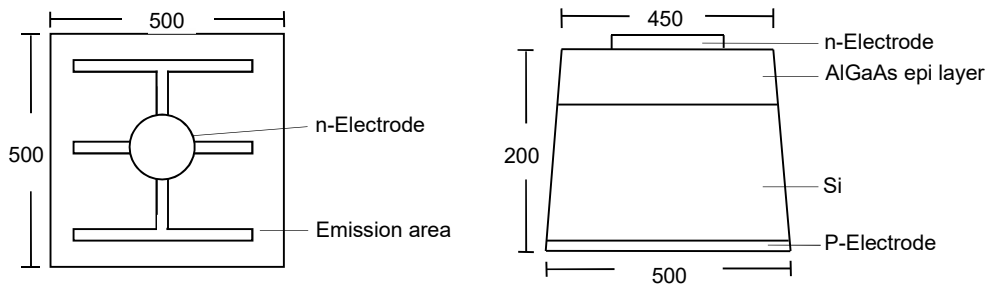 500
500
n-Electrode
Emission area
450
n-Electrode
AlGaAs epi layer
200
Si
P-Electrode
500